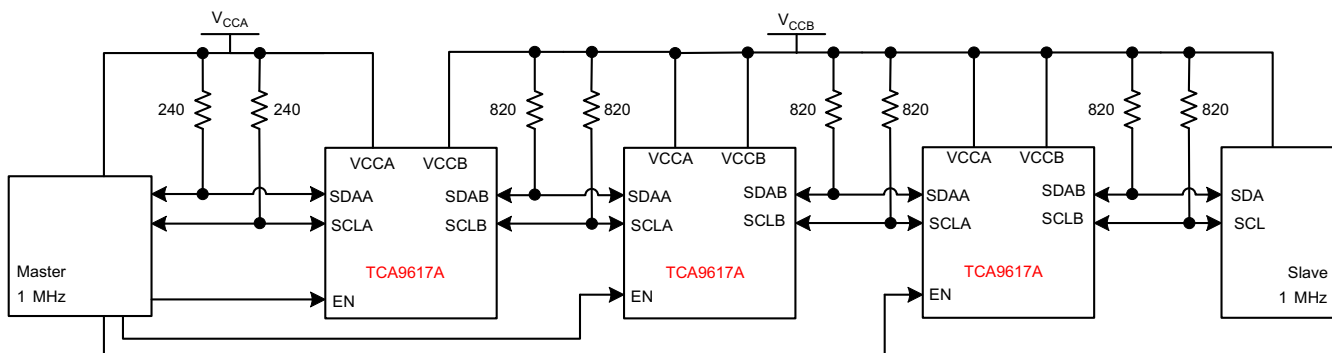 VCCA
VCCB
240
240
820
820
820
820
820
820
VCCA VCCB
VCCA VCCB
VCCA VCCB
SDAA
SDAB
SDAA
SDAB
SDAA
SDAB
SDA
SCLA
SCLB
SCLA
SCLB
SCLA
SCLB
SCL
Master
1 MHz
TCA9617A
TCA9617A
TCA9617A
Slave
1 MHz
EN
EN
EN